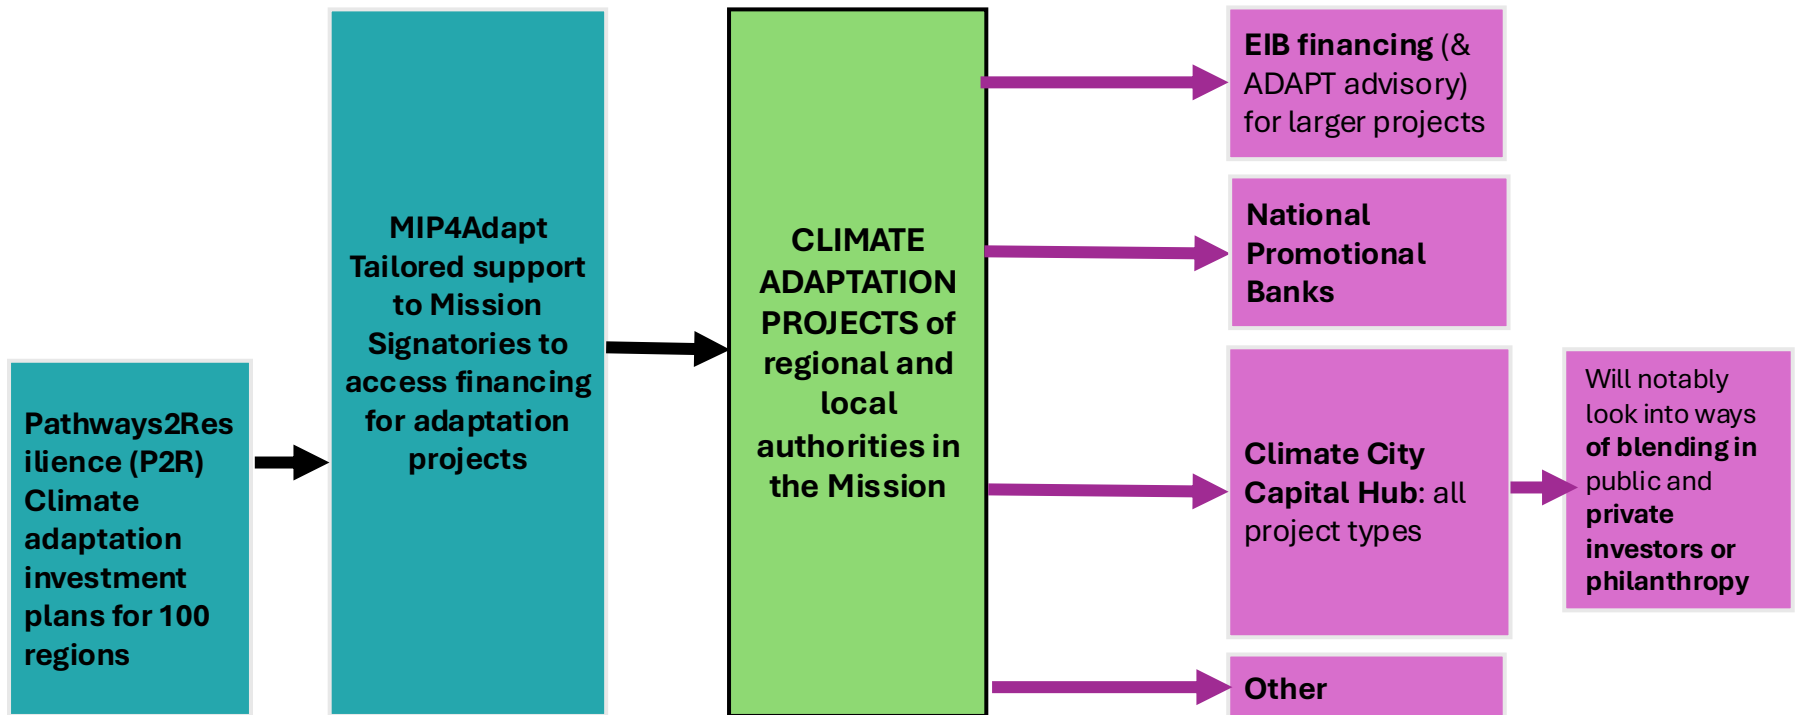 Pathways2Res
ilience (P2R)
Climate
adaptation
investment
plans for 100
regions
MIP4Adapt
Tailored support
to Mission
Signatories to
access financing
for adaptation
projects
CLIMATE
ADAPTATION
PROJECTS of
regional and
local
authorities in
the Mission
EIB financing (&
ADAPT advisory)
for larger projects
National
Promotional
Banks
Climate City
Capital Hub: all
project types
Will notably
look into ways
of blending in
public and
private
investors or
philanthropy
Other